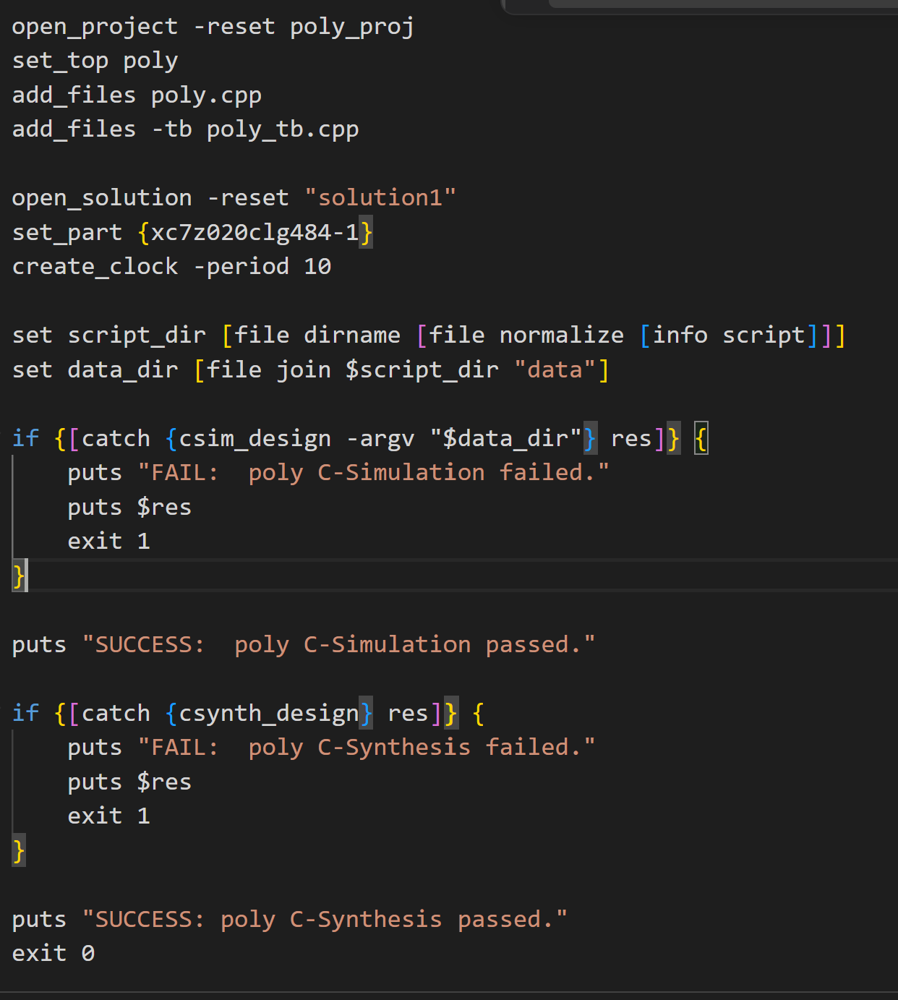 open_project -reset poly_proj
set_top poly
add_files poly.cpp
add_files -tb poly_tb.cpp

open_solution -reset "solution1"
set_part {xc7z020clg484-1}
create_clock -period 10

set script_dir [file dirname [file normalize [info script]]]
set data_dir [file join $script_dir "data"]

if {[catch {csim_design -argv "$data_dir"} res]} {
    puts "FAIL:  poly C-Simulation failed."
    puts $res
    exit 1
}

puts "SUCCESS:  poly C-Simulation passed."

if {[catch {csynth_design} res]} {
    puts "FAIL:  poly C-Synthesis failed."
    puts $res
    exit 1
}

puts "SUCCESS: poly C-Synthesis passed."
exit 0